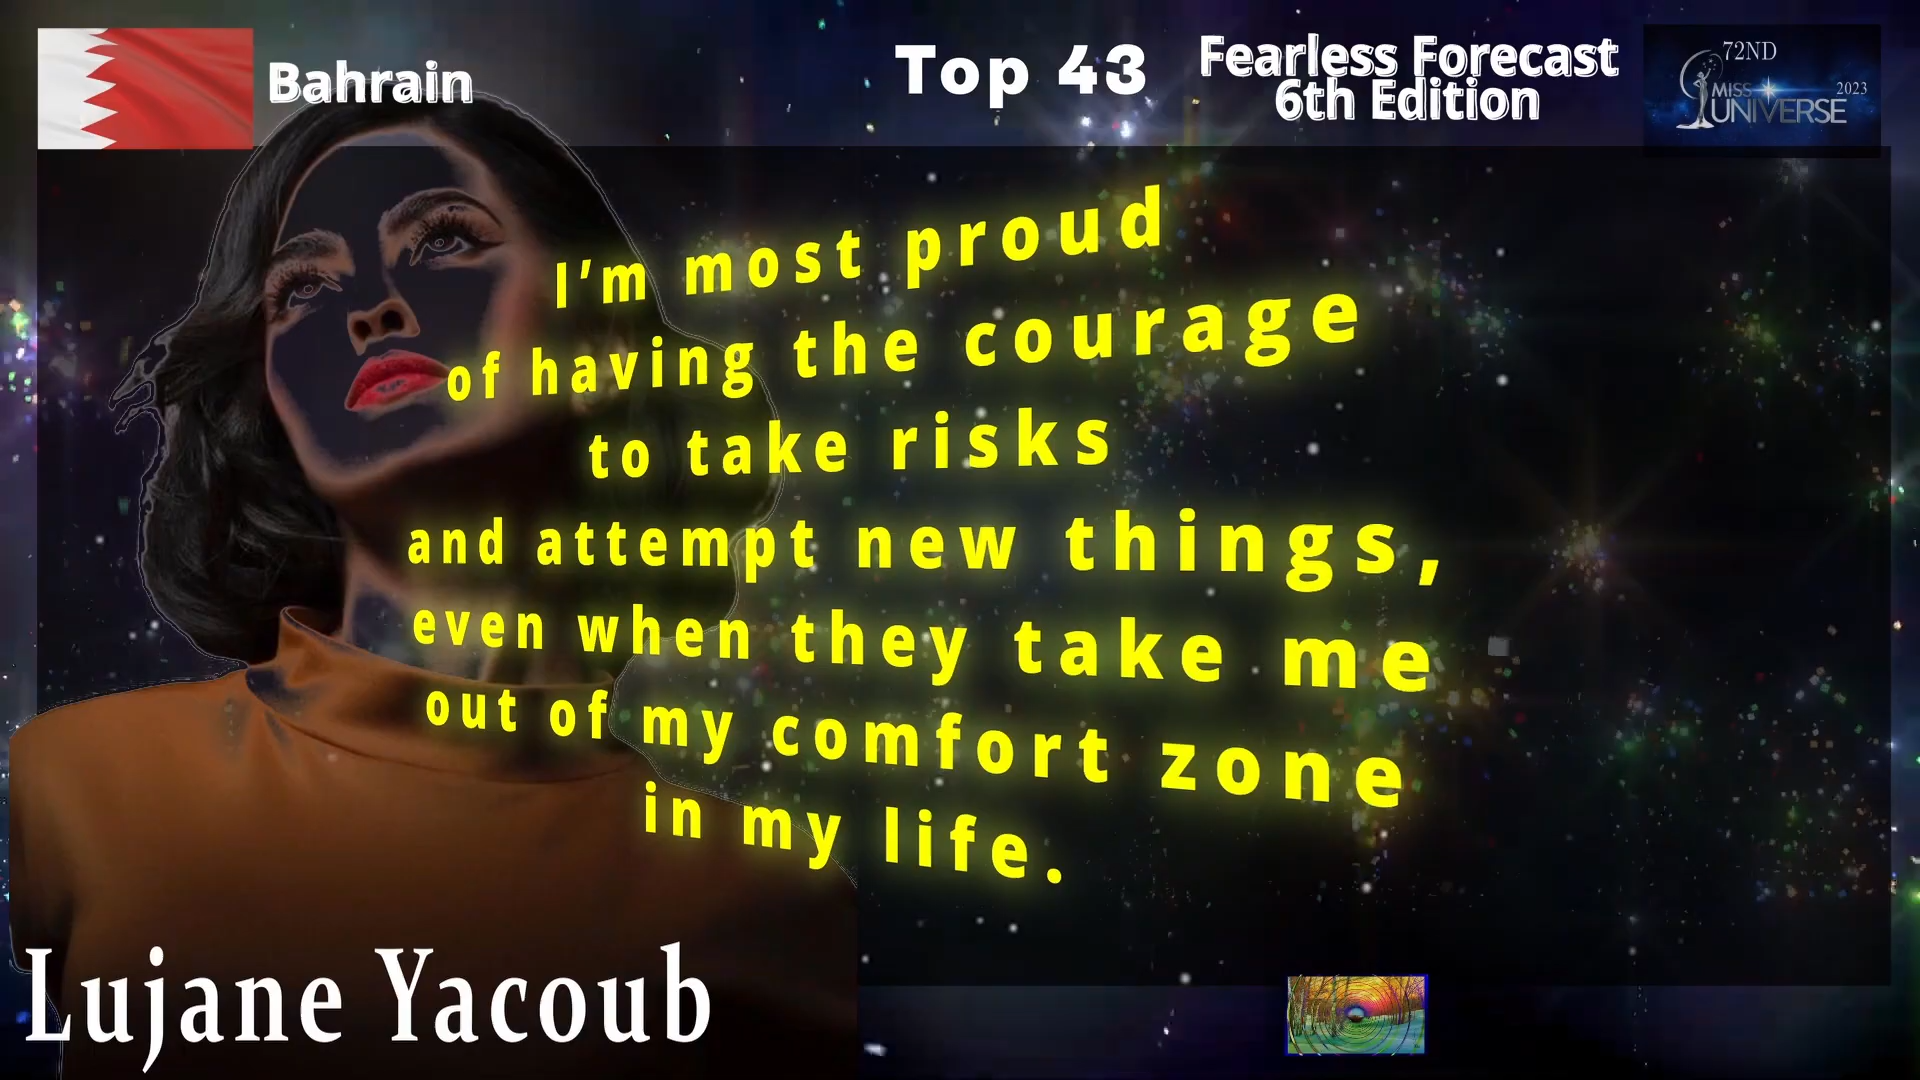 Bahrain
Top 43
Fearless Forecast
6th Edition
72ND
MISS
UNIVERSE
2023
I’m most proud
of having the courage
to take risks
and attempt new things,
even when they take me
out of my comfort zone
in my life.
Lujane Yacoub